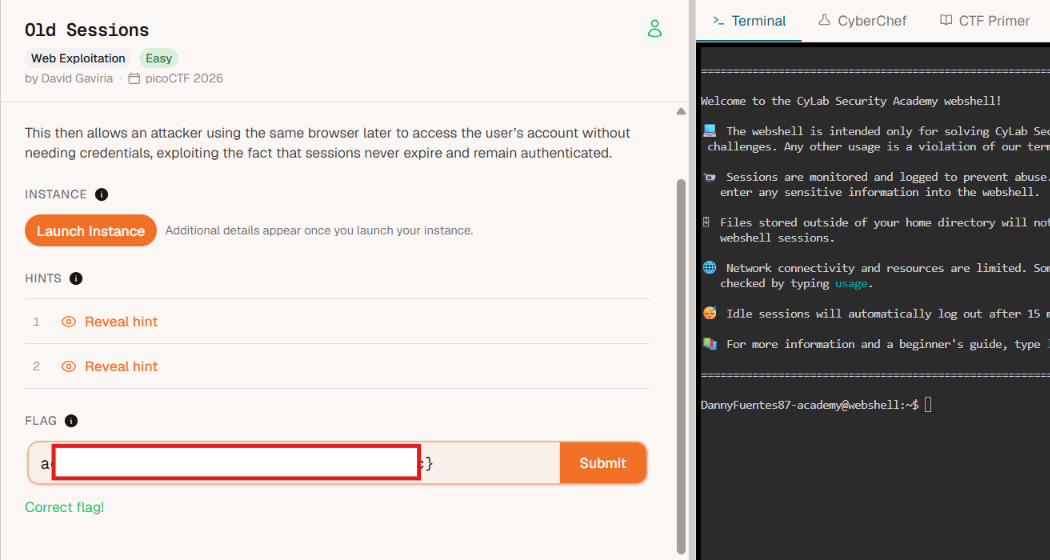 Old Sessions
Web Exploitation Easy
by David Gaviria · picoCTF 2026
This then allows an attacker using the same browser later to access the user's account without
needing credentials, exploiting the fact that sessions never expire and remain authenticated.
INSTANCE
Launch Instance Additional details appear once you launch your instance.
HINTS
1 Reveal hint
2 Reveal hint
FLAG
a }
Submit
Correct flag!
>_ Terminal CyberChef CTF Primer
============================================================
Welcome to the CyLab Security Academy webshell!
The webshell is intended only for solving CyLab Sec
challenges. Any other usage is a violation of our term
Sessions are monitored and logged to prevent abuse.
enter any sensitive information into the webshell.
Files stored outside of your home directory will not
webshell sessions.
Network connectivity and resources are limited. Som
checked by typing usage.
Idle sessions will automatically log out after 15 m
For more information and a beginner's guide, type l
============================================================
DannyFuentes87-academy@webshell:~$